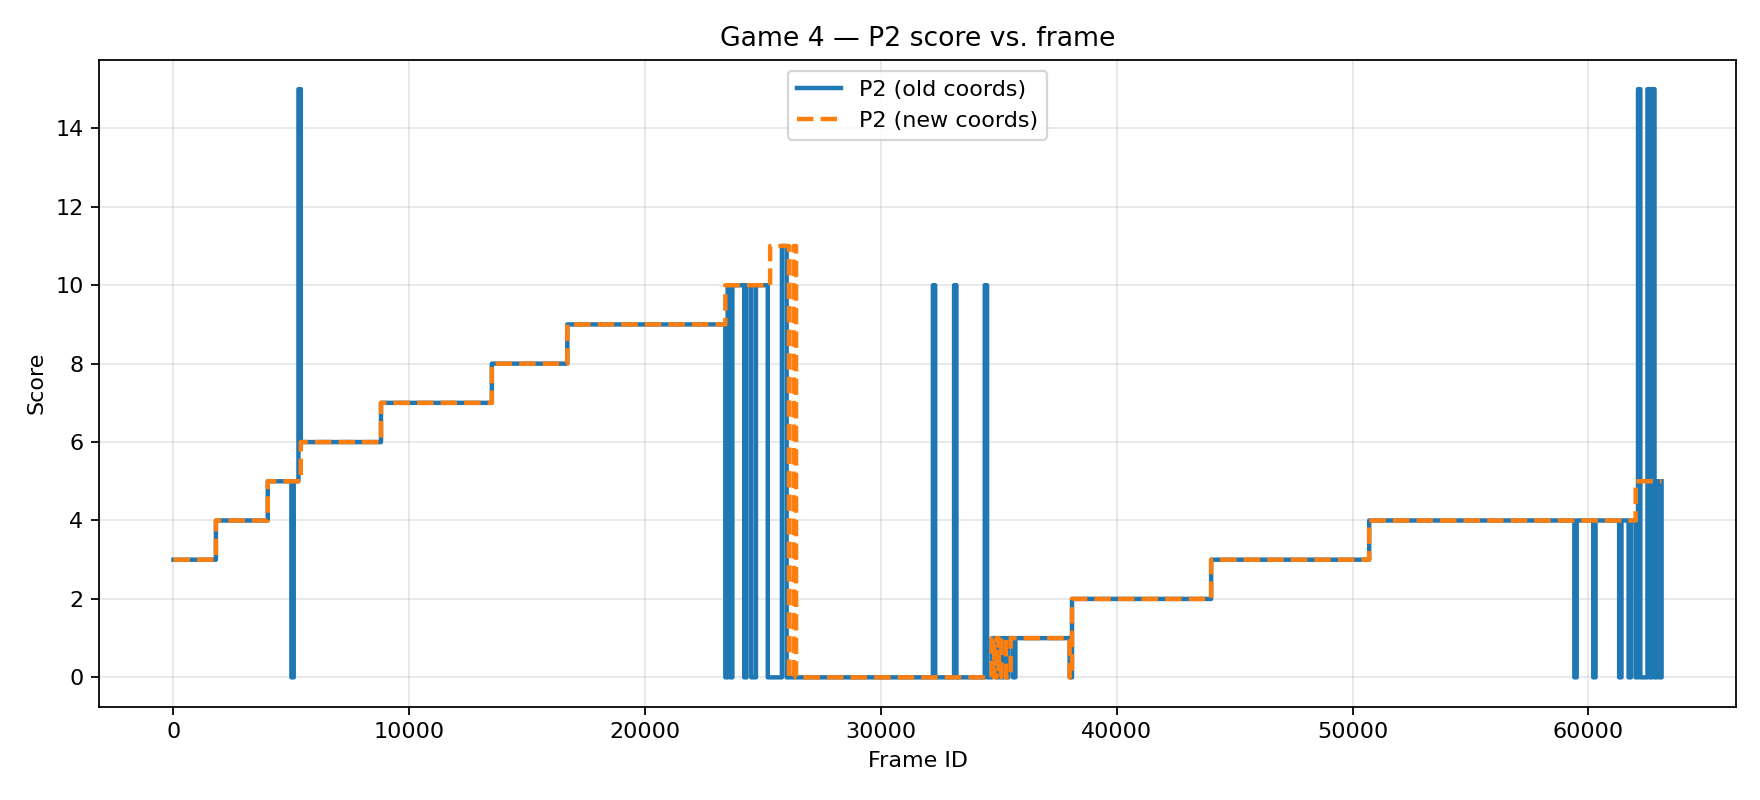 Game 4 — P2 score vs. frame
P2 (old coords)
P2 (new coords)
Score
14
12
10
8
6
4
2
0
0 10000 20000 30000 40000 50000 60000
Frame ID